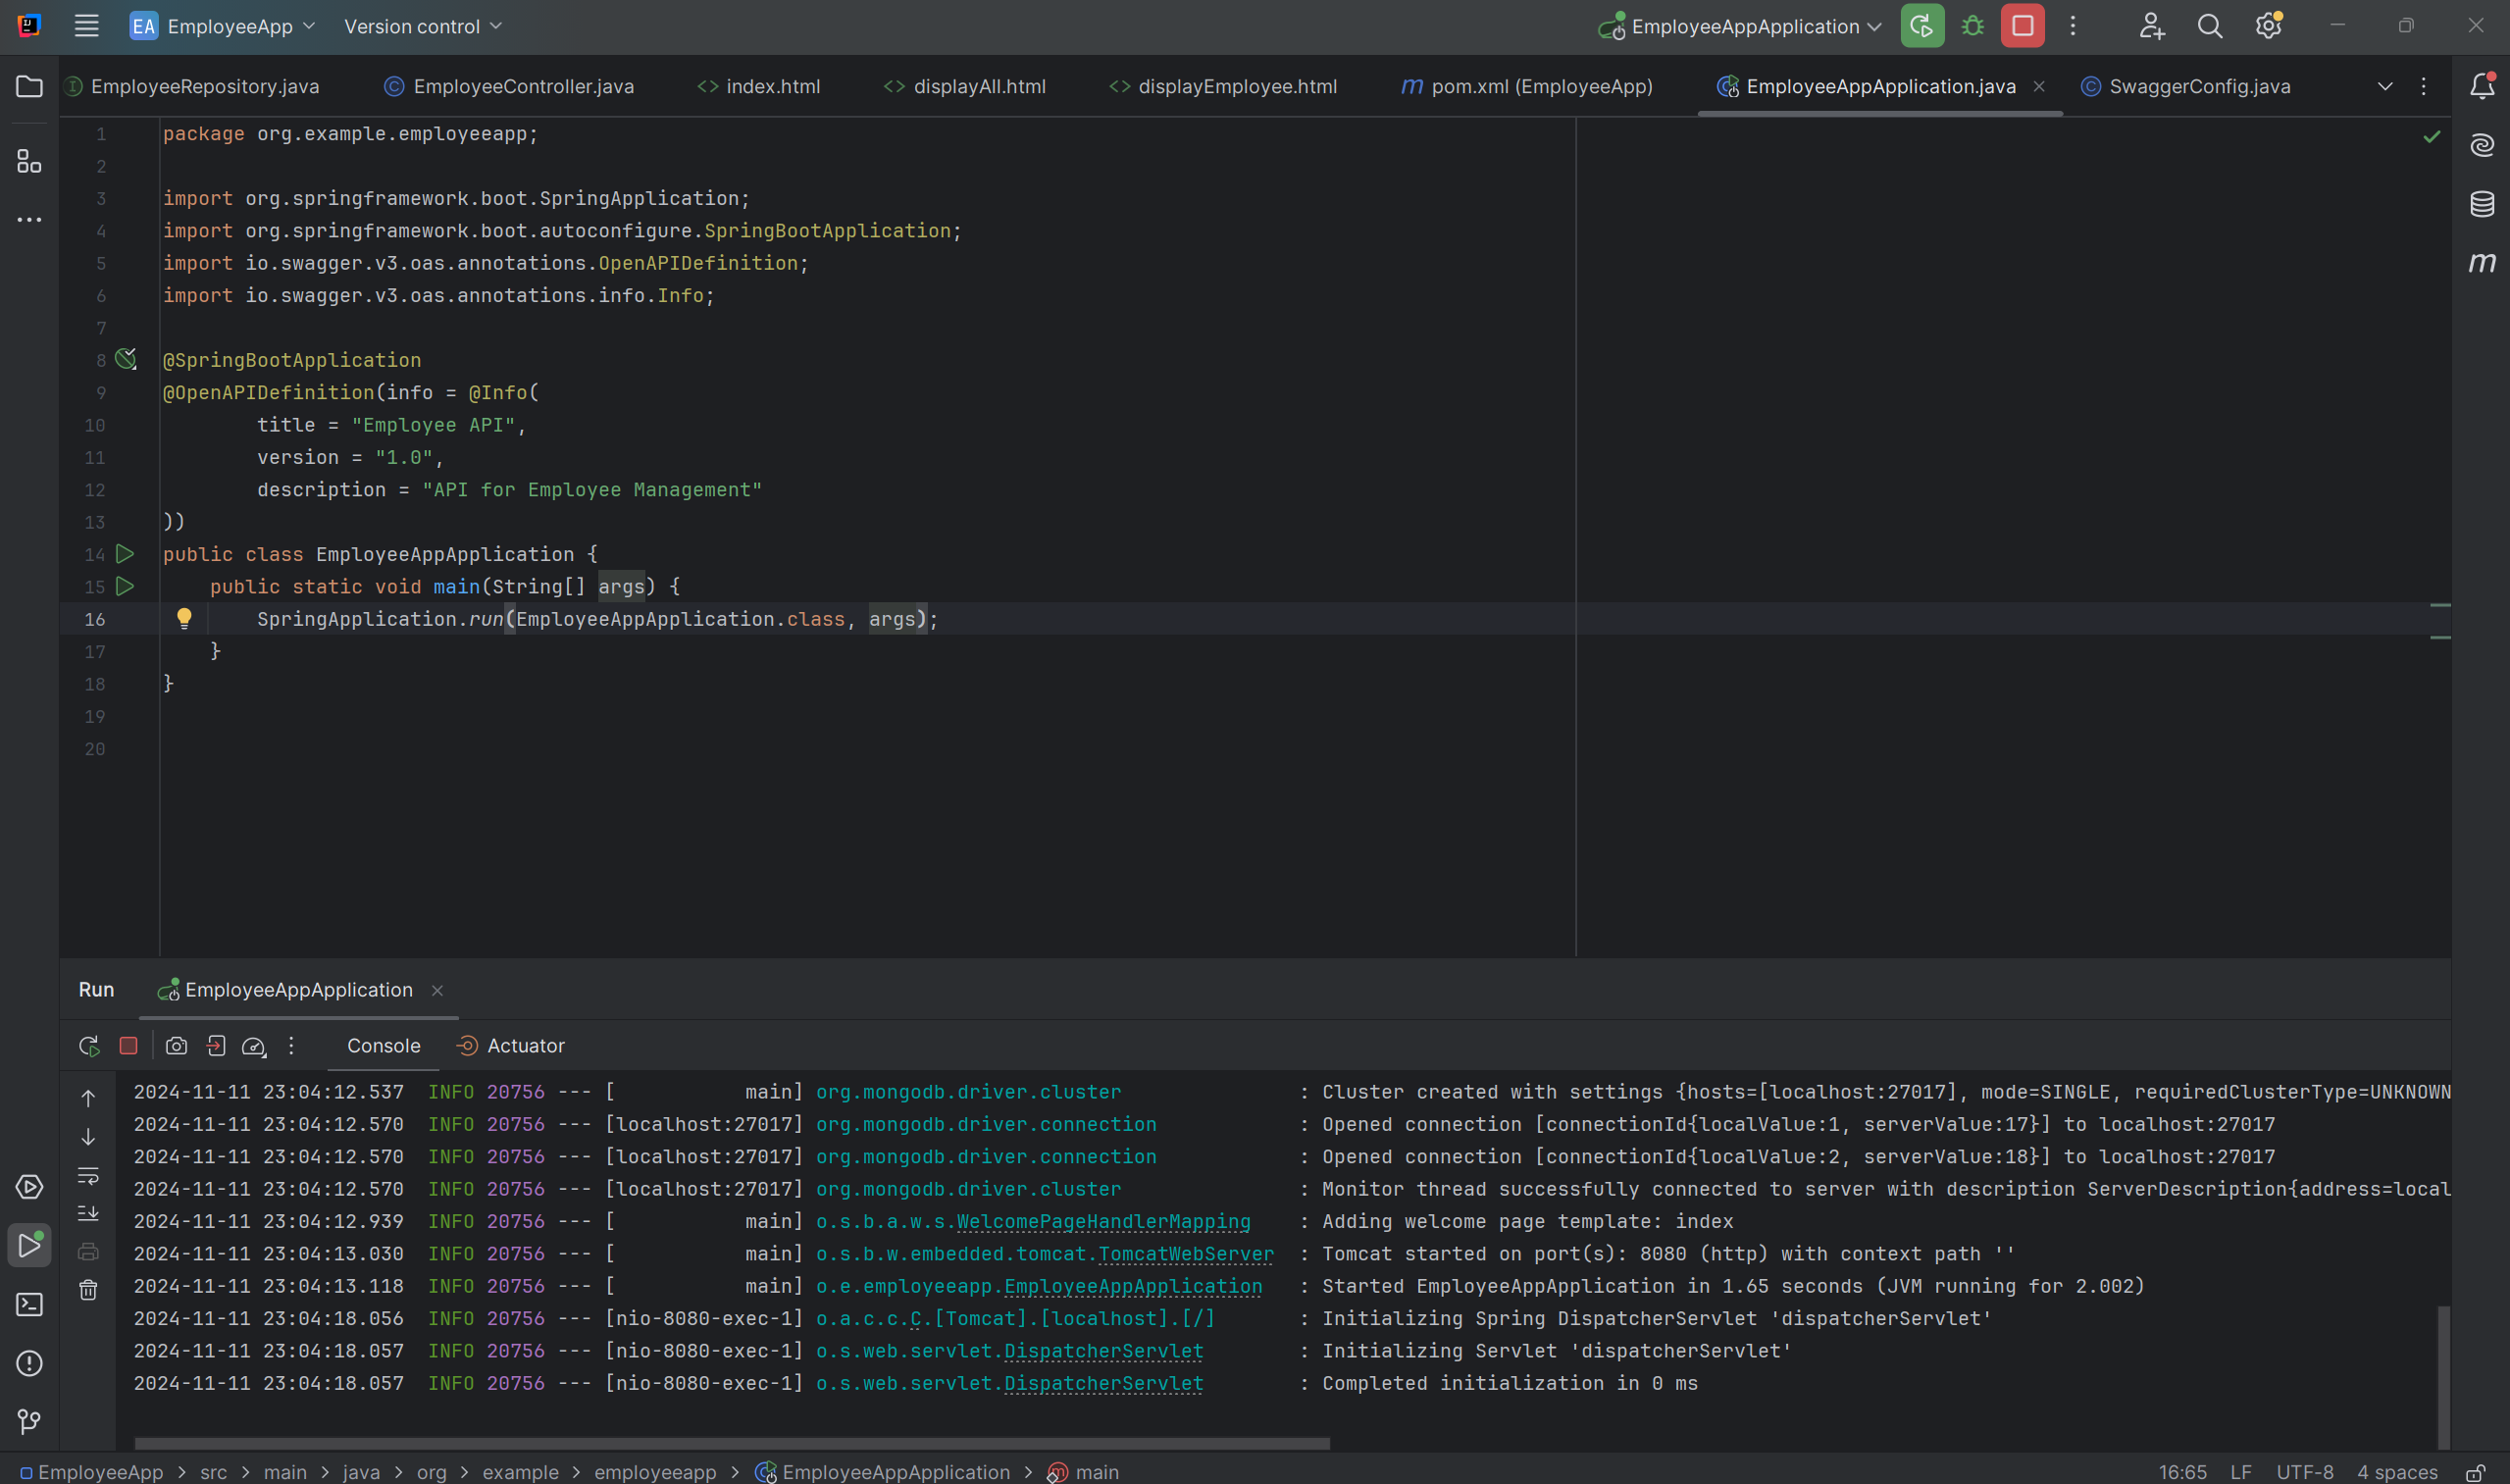 EA EmployeeApp Version control EmployeeAppApplication
EmployeeRepository.java EmployeeController.java index.html displayAll.html displayEmployee.html pom.xml (EmployeeApp) EmployeeAppApplication.java SwaggerConfig.java
1 package org.example.employeeapp;
2
3 import org.springframework.boot.SpringApplication;
4 import org.springframework.boot.autoconfigure.SpringBootApplication;
5 import io.swagger.v3.oas.annotations.OpenAPIDefinition;
6 import io.swagger.v3.oas.annotations.info.Info;
7
8 @SpringBootApplication
9 @OpenAPIDefinition(info = @Info(
10 title = "Employee API",
11 version = "1.0",
12 description = "API for Employee Management"
13 ))
14 public class EmployeeAppApplication {
15 public static void main(String[] args) {
16 SpringApplication.run(EmployeeAppApplication.class, args);
17 }
18 }
19
20
Run EmployeeAppApplication
Console Actuator
2024-11-11 23:04:12.537 INFO 20756 --- [ main] org.mongodb.driver.cluster : Cluster created with settings {hosts=[localhost:27017], mode=SINGLE, requiredClusterType=UNKNOWN
2024-11-11 23:04:12.570 INFO 20756 --- [localhost:27017] org.mongodb.driver.connection : Opened connection [connectionId{localValue:1, serverValue:17}] to localhost:27017
2024-11-11 23:04:12.570 INFO 20756 --- [localhost:27017] org.mongodb.driver.connection : Opened connection [connectionId{localValue:2, serverValue:18}] to localhost:27017
2024-11-11 23:04:12.570 INFO 20756 --- [localhost:27017] org.mongodb.driver.cluster : Monitor thread successfully connected to server with description ServerDescription{address=local
2024-11-11 23:04:12.939 INFO 20756 --- [ main] o.s.b.a.w.s.WelcomePageHandlerMapping : Adding welcome page template: index
2024-11-11 23:04:13.030 INFO 20756 --- [ main] o.s.b.w.embedded.tomcat.TomcatWebServer : Tomcat started on port(s): 8080 (http) with context path ''
2024-11-11 23:04:13.118 INFO 20756 --- [ main] o.e.employeeapp.EmployeeAppApplication : Started EmployeeAppApplication in 1.65 seconds (JVM running for 2.002)
2024-11-11 23:04:18.056 INFO 20756 --- [nio-8080-exec-1] o.a.c.c.C.[Tomcat].[localhost].[/] : Initializing Spring DispatcherServlet 'dispatcherServlet'
2024-11-11 23:04:18.057 INFO 20756 --- [nio-8080-exec-1] o.s.web.servlet.DispatcherServlet : Initializing Servlet 'dispatcherServlet'
2024-11-11 23:04:18.057 INFO 20756 --- [nio-8080-exec-1] o.s.web.servlet.DispatcherServlet : Completed initialization in 0 ms
EmployeeApp > src > main > java > org > example > employeeapp > EmployeeAppApplication > main 16:65 LF UTF-8 4 spaces